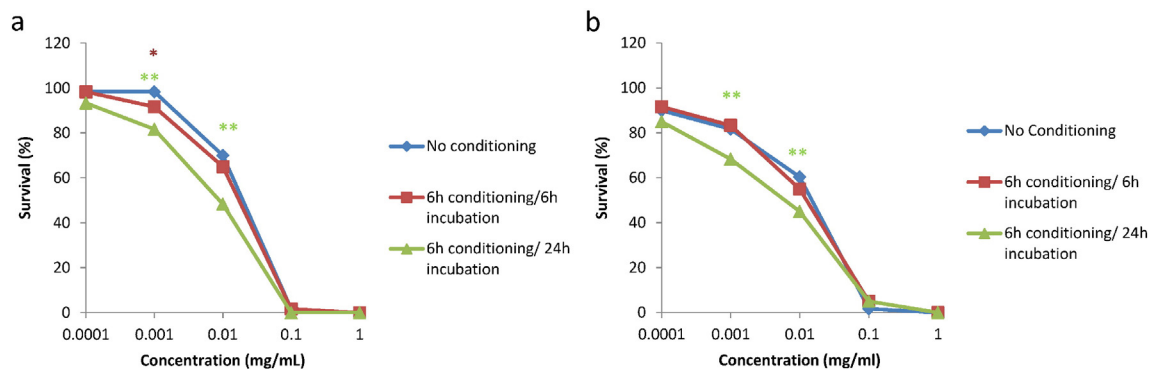 a
120
100
80
60
40
20
0
Survival (%)
*
**
**
0.0001 0.001 0.01 0.1 1
Concentration (mg/mL)
No conditioning
6h conditioning/6h
incubation
6h conditioning/ 24h
incubation
b
120
100
80
60
40
20
0
Survival (%)
**
**
0.0001 0.001 0.01 0.1 1
Concentration (mg/ml)
No Conditioning
6h conditioning/ 6h
incubation
6h conditioning/ 24h
incubation